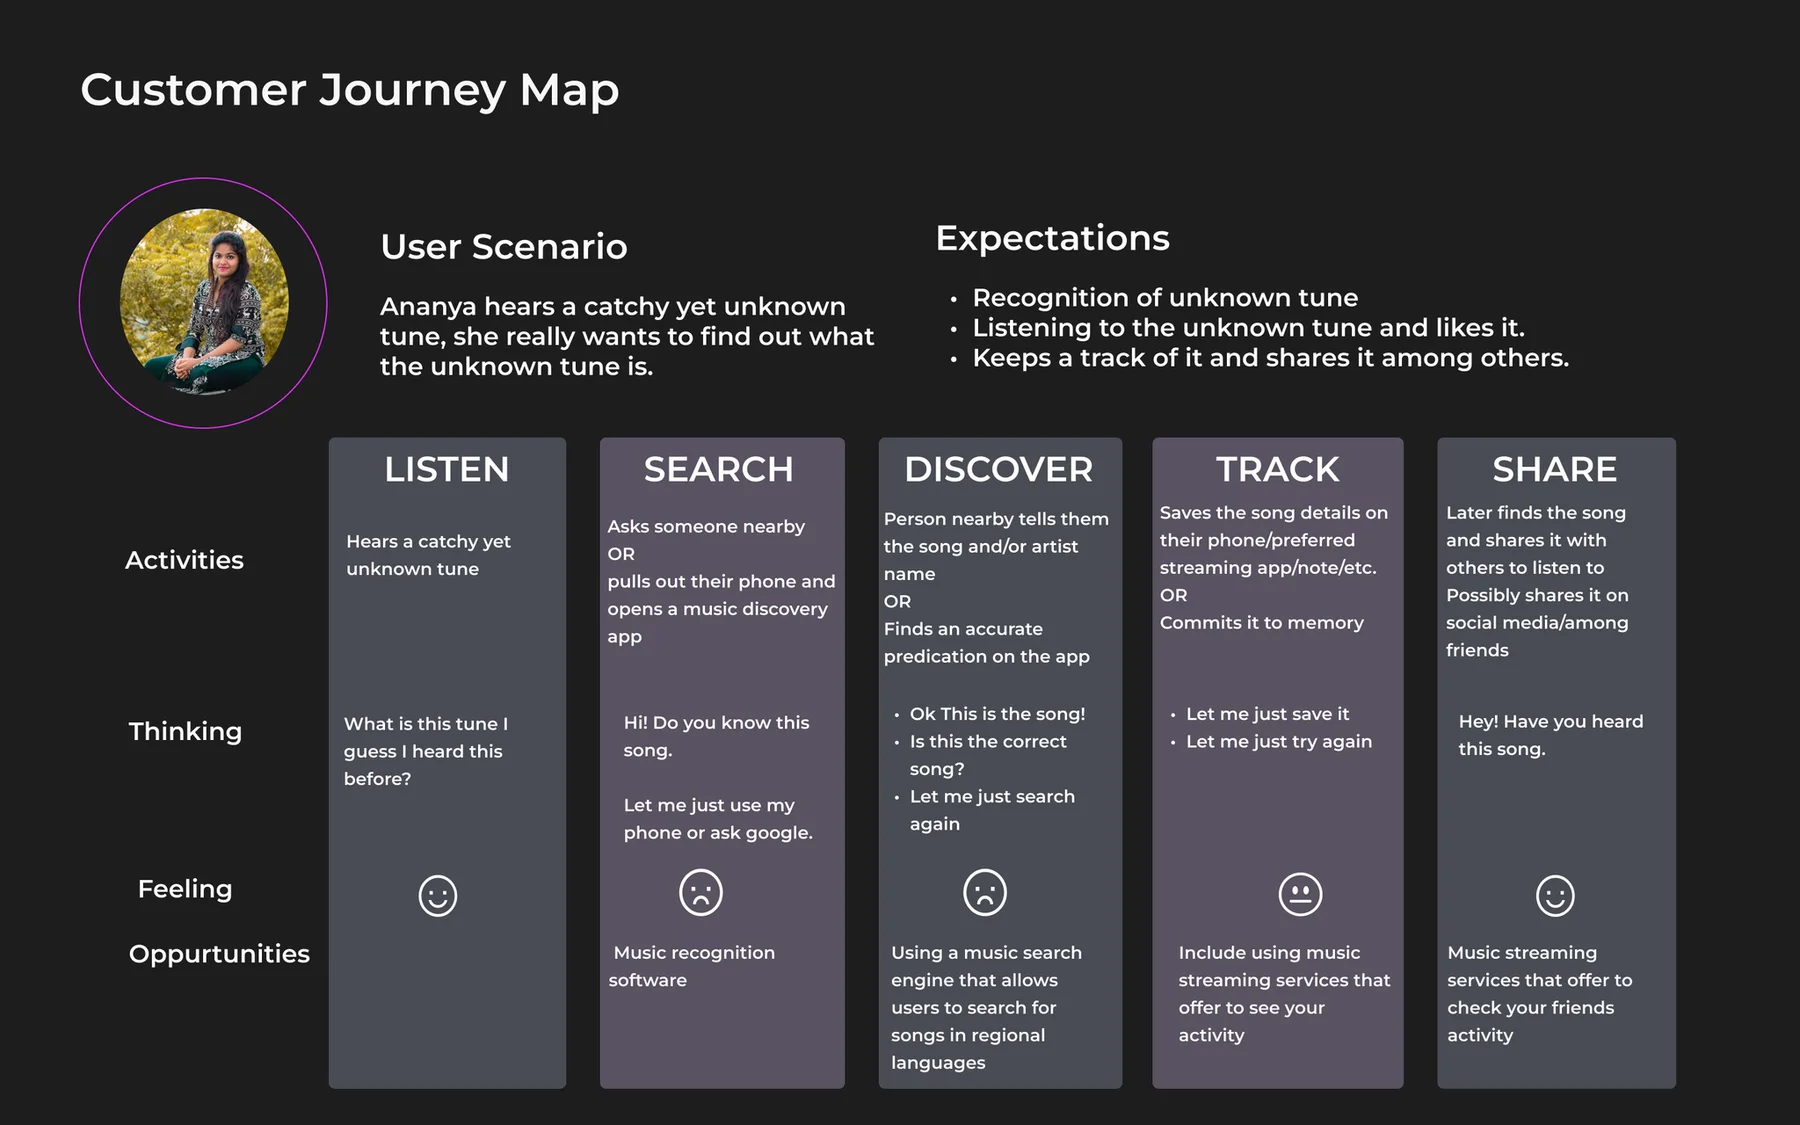 Customer Journey Map
User Scenario
Ananya hears a catchy yet unknown
tune, she really wants to find out what
the unknown tune is.
Expectations
• Recognition of unknown tune
• Listening to the unknown tune and likes it.
• Keeps a track of it and shares it among others.
LISTEN
SEARCH
DISCOVER
TRACK
SHARE
Activities
Hears a catchy yet
unknown tune
Asks someone nearby
OR
pulls out their phone and
opens a music discovery
app
Person nearby tells them
the song and/or artist
name
OR
Finds an accurate
predication on the app
Saves the song details on
their phone/preferred
streaming app/note/etc.
OR
Commits it to memory
Later finds the song
and shares it with
others to listen to
Possibly shares it on
social media/among
friends
Thinking
What is this tune I
guess I heard this
before?
Hi! Do you know this
song.
Let me just use my
phone or ask google.
• Ok This is the song!
• Is this the correct
song?
• Let me just search
again
• Let me just save it
• Let me just try again
Hey! Have you heard
this song.
Feeling
Oppurtunities
Music recognition
software
Using a music search
engine that allows
users to search for
songs in regional
languages
Include using music
streaming services that
offer to see your
activity
Music streaming
services that offer to
check your friends
activity